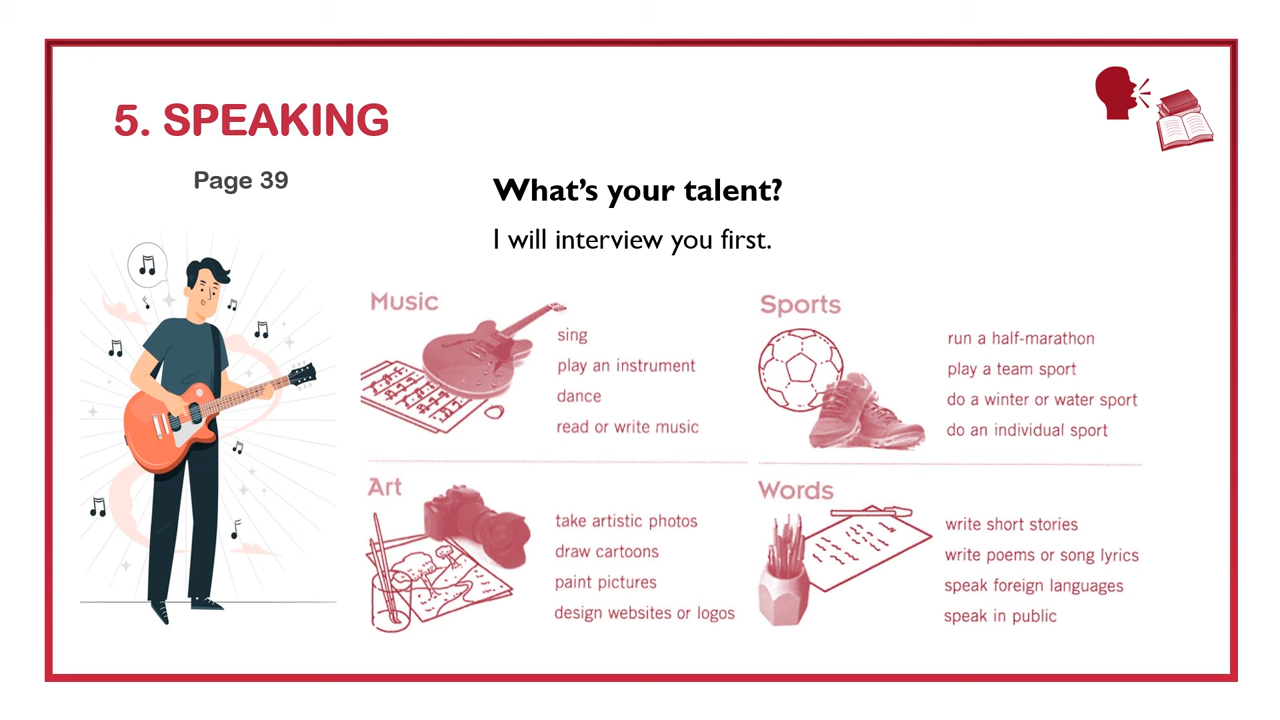 5. SPEAKING
Page 39
What's your talent?
I will interview you first.
Music
sing
play an instrument
dance
read or write music
Sports
run a half-marathon
play a team sport
do a winter or water sport
do an individual sport
Art
take artistic photos
draw cartoons
paint pictures
design websites or logos
Words
write short stories
write poems or song lyrics
speak foreign languages
speak in public